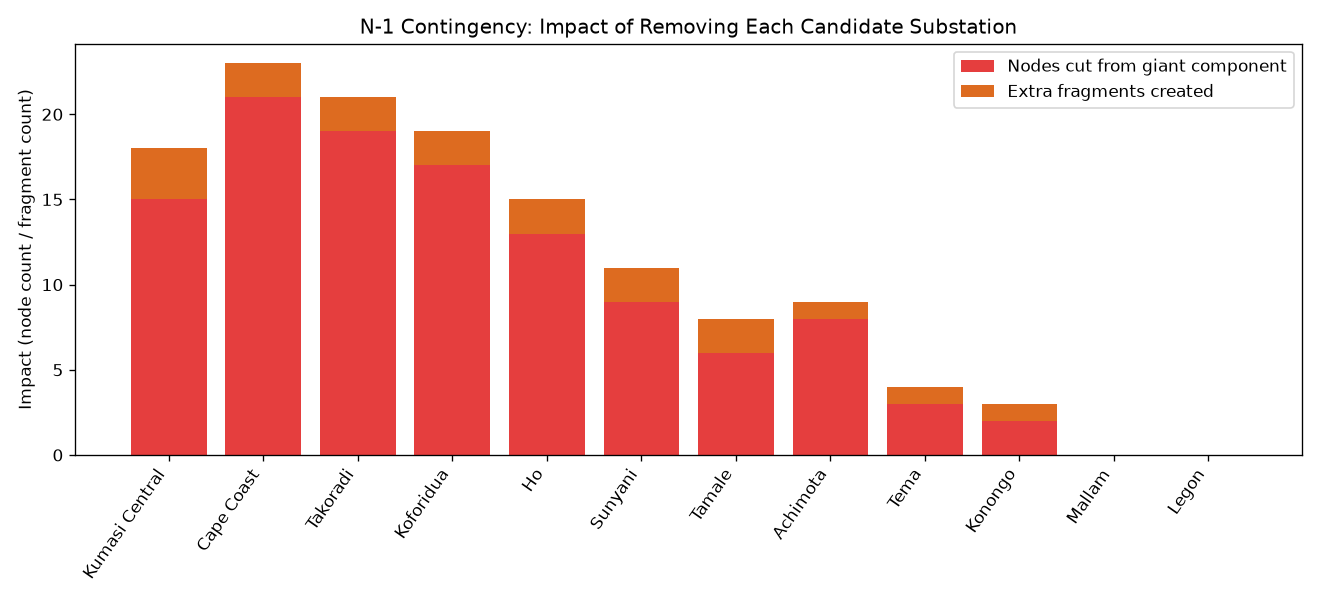 N-1 Contingency: Impact of Removing Each Candidate Substation
Nodes cut from giant component
Extra fragments created
Impact (node count / fragment count)
20
15
10
5
0
Kumasi Central
Cape Coast
Takoradi
Koforidua
Ho
Sunyani
Tamale
Achimota
Tema
Konongo
Mallam
Legon